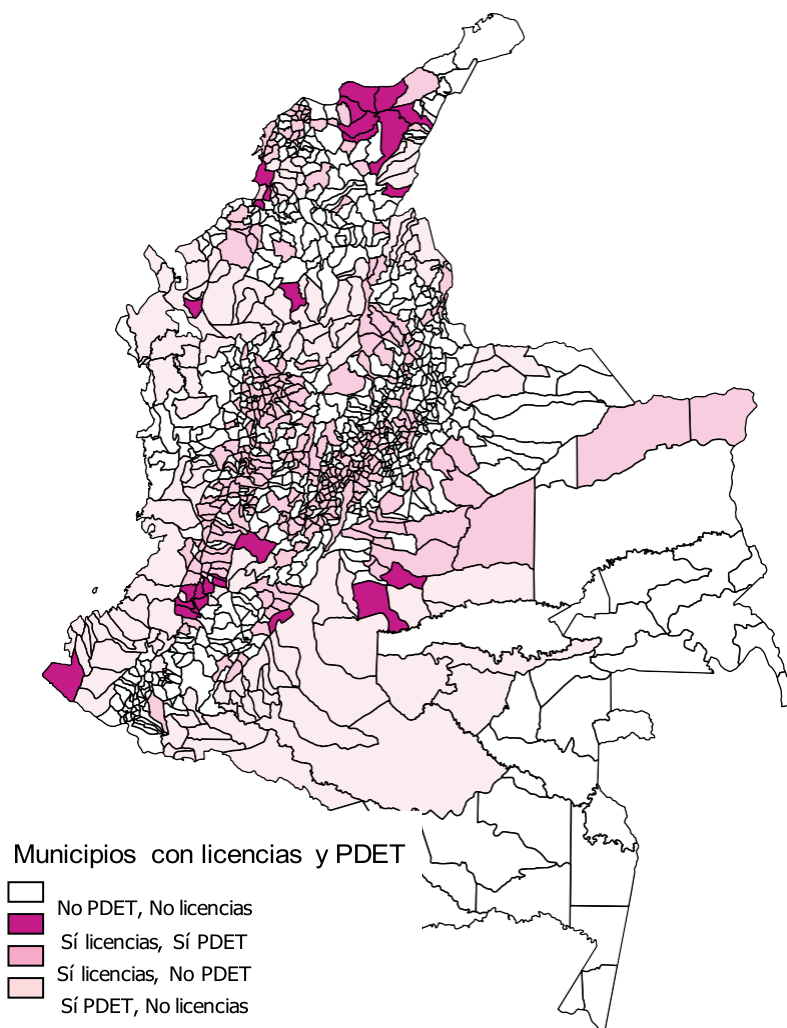 Municipios con licencias y PDET
No PDET, No licencias
Sí licencias, Sí PDET
Sí licencias, No PDET
Sí PDET, No licencias